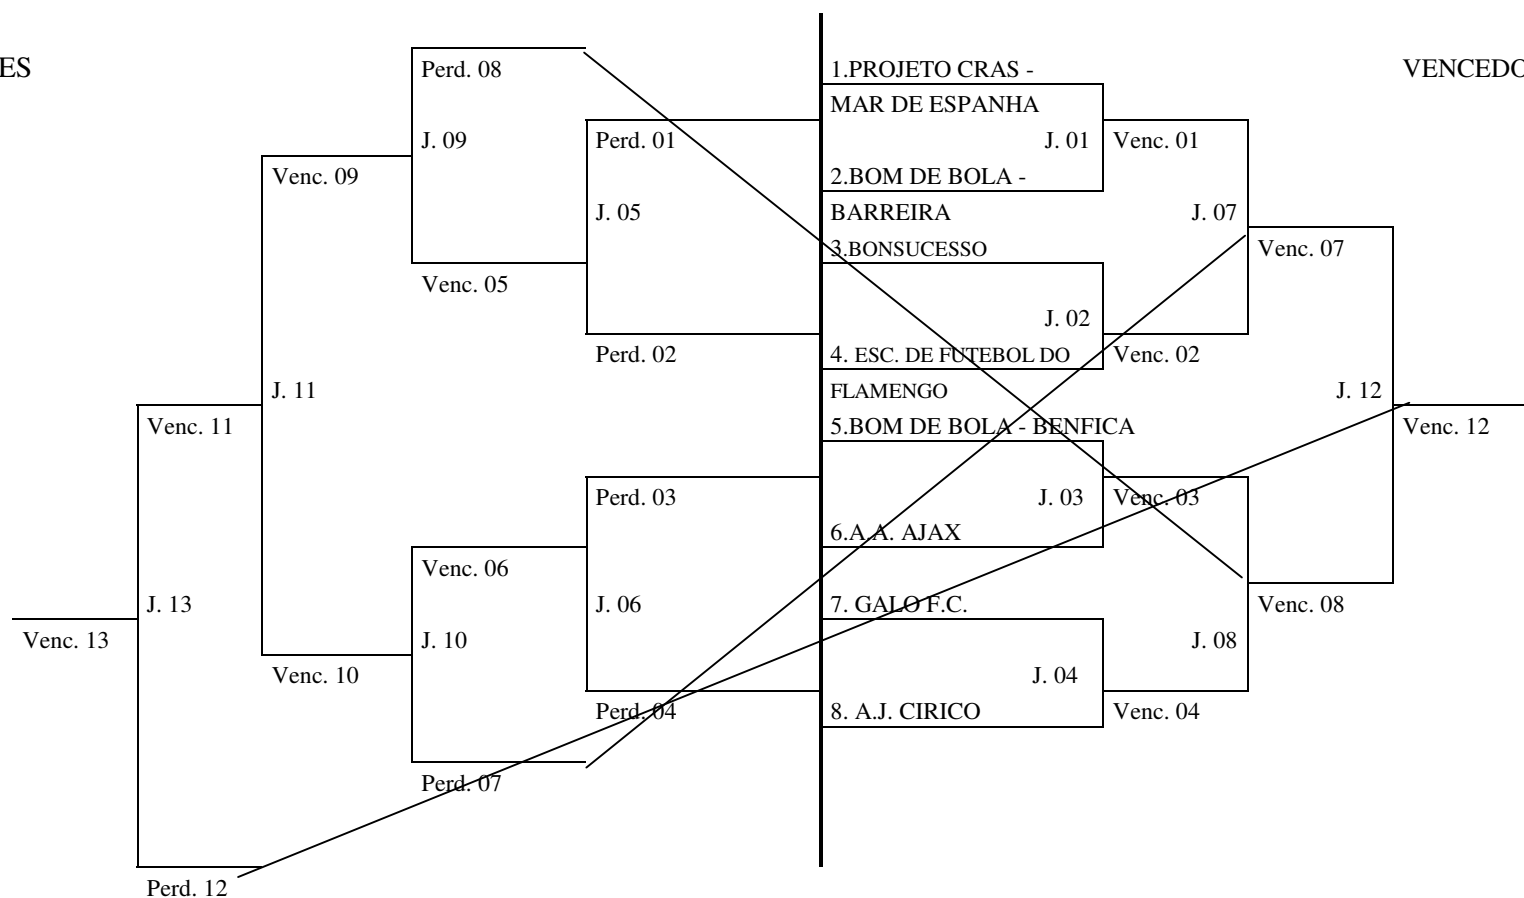 ES
VENCEDO
Perd. 08
1.PROJETO CRAS -
MAR DE ESPANHA
J. 09
Perd. 01
J. 01
Venc. 01
Venc. 09
2.BOM DE BOLA -
J. 05
BARREIRA
J. 07
3.BONSUCESSO
Venc. 07
Venc. 05
J. 02
Perd. 02
4. ESC. DE FUTEBOL DO
Venc. 02
J. 11
FLAMENGO
J. 12
Venc. 11
5.BOM DE BOLA - BENFICA
Venc. 12
Perd. 03
J. 03
Venc. 03
6.A.A. AJAX
Venc. 06
J. 13
J. 06
7. GALO F.C.
Venc. 08
Venc. 13
J. 10
J. 08
Venc. 10
J. 04
Perd. 04
8. A.J. CIRICO
Venc. 04
Perd. 07
Perd. 12